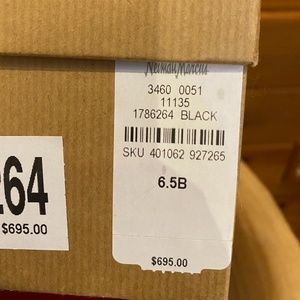 Neiman Marcus
3460 0051
11135
1786264 BLACK
SKU 401062 927265
6.5B
$695.00
264
$695.00